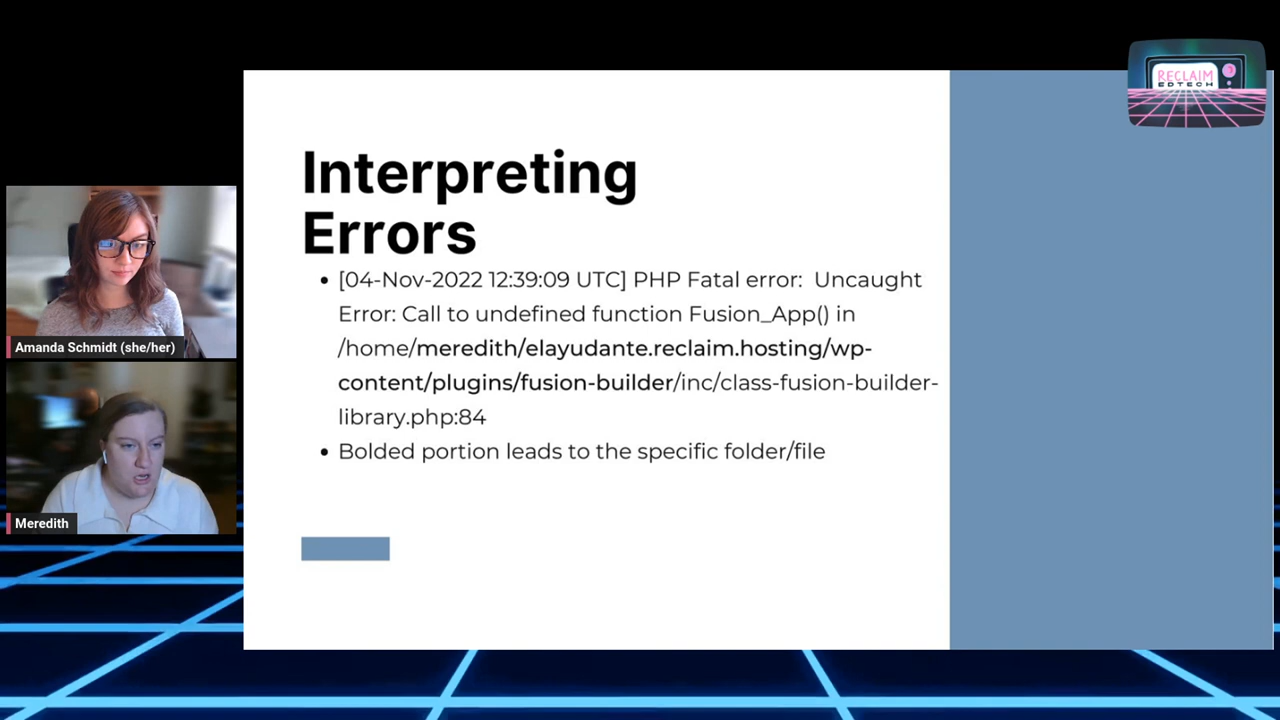 RECLAIM
EDTECH
Interpreting
Errors
• [04-Nov-2022 12:39:09 UTC] PHP Fatal error:  Uncaught
Error: Call to undefined function Fusion_App() in
/home/meredith/elayudante.reclaim.hosting/wp-
content/plugins/fusion-builder/inc/class-fusion-builder-
library.php:84
• Bolded portion leads to the specific folder/file
Amanda Schmidt (she/her)
Meredith